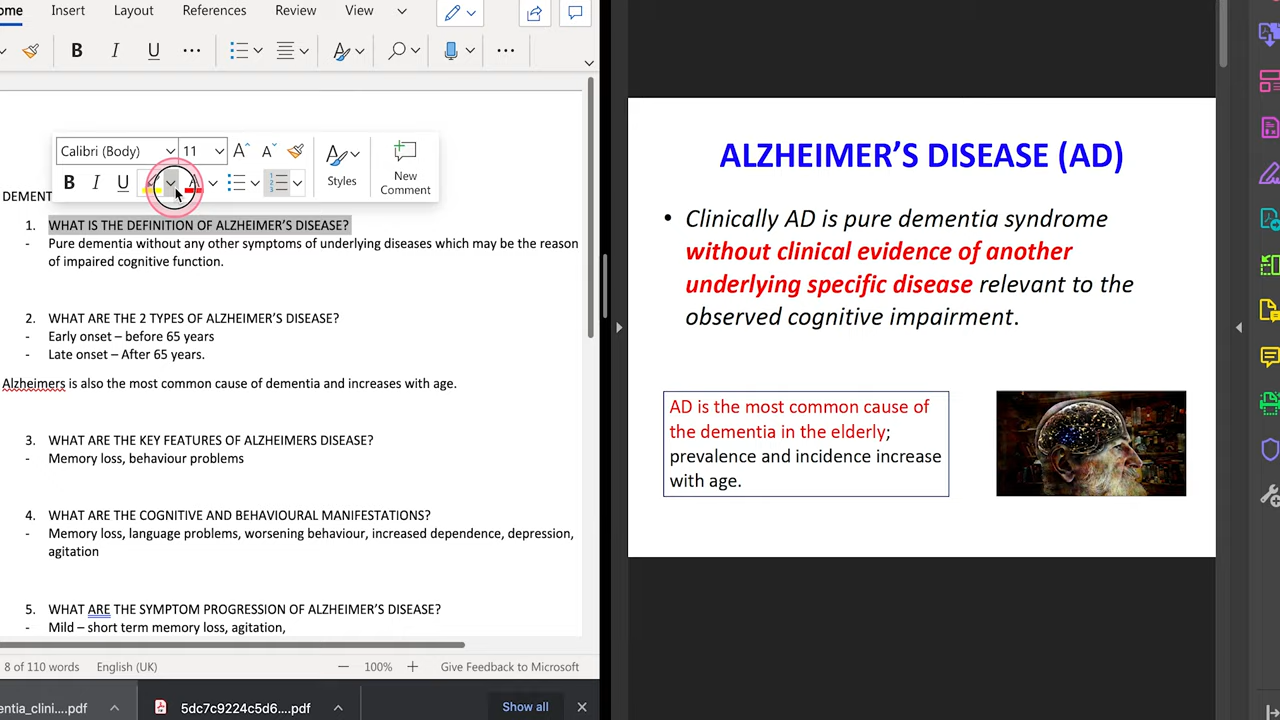 ome Insert Layout References Review View
B I U
Calibri (Body) 11 A A
B I U A Styles New
Comment
DEMENT
1. WHAT IS THE DEFINITION OF ALZHEIMER'S DISEASE?
- Pure dementia without any other symptoms of underlying diseases which may be the reason
of impaired cognitive function.
2. WHAT ARE THE 2 TYPES OF ALZHEIMER'S DISEASE?
- Early onset – before 65 years
- Late onset – After 65 years.
Alzheimers is also the most common cause of dementia and increases with age.
3. WHAT ARE THE KEY FEATURES OF ALZHEIMERS DISEASE?
- Memory loss, behaviour problems
4. WHAT ARE THE COGNITIVE AND BEHAVIOURAL MANIFESTATIONS?
- Memory loss, language problems, worsening behaviour, increased dependence, depression,
agitation
5. WHAT ARE THE SYMPTOM PROGRESSION OF ALZHEIMER'S DISEASE?
- Mild – short term memory loss, agitation,
8 of 110 words English (UK) 100% Give Feedback to Microsoft
entia_clini....pdf 5dc7c9224c5d6....pdf Show all
ALZHEIMER'S DISEASE (AD)
• Clinically AD is pure dementia syndrome
without clinical evidence of another
underlying specific disease relevant to the
observed cognitive impairment.
AD is the most common cause of
the dementia in the elderly;
prevalence and incidence increase
with age.